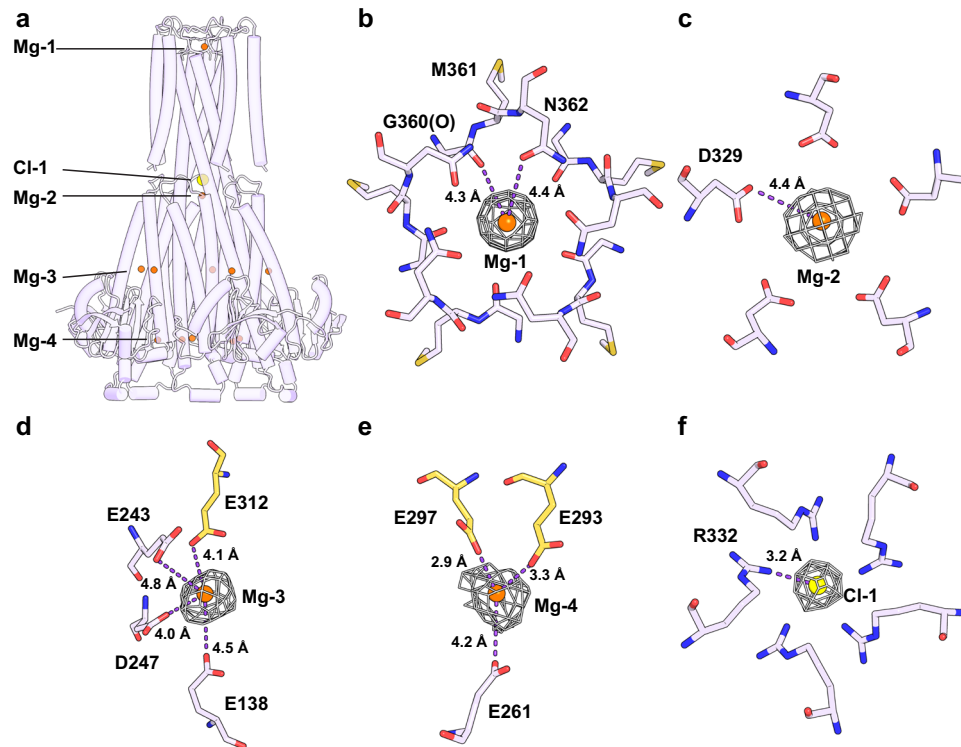 a
Mg-1
Cl-1
Mg-2
Mg-3
Mg-4
b
M361
G360(O)
N362
4.3 Å
4.4 Å
Mg-1
c
D329
4.4 Å
Mg-2
d
E312
E243
4.1 Å
4.8 Å
Mg-3
4.0 Å
D247
4.5 Å
E138
e
E297
E293
2.9 Å
3.3 Å
Mg-4
4.2 Å
E261
f
R332
3.2 Å
Cl-1